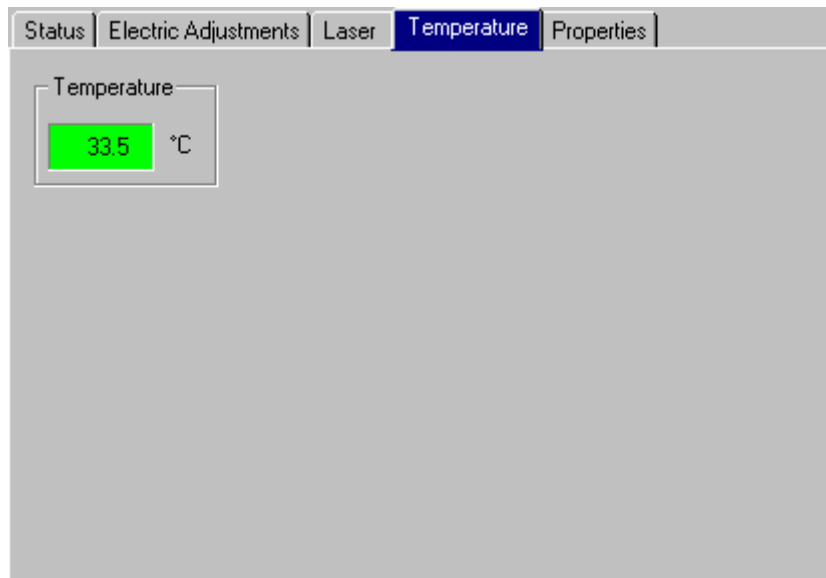 Status Electric Adjustments Laser Temperature Properties
Temperature
33.5 °C